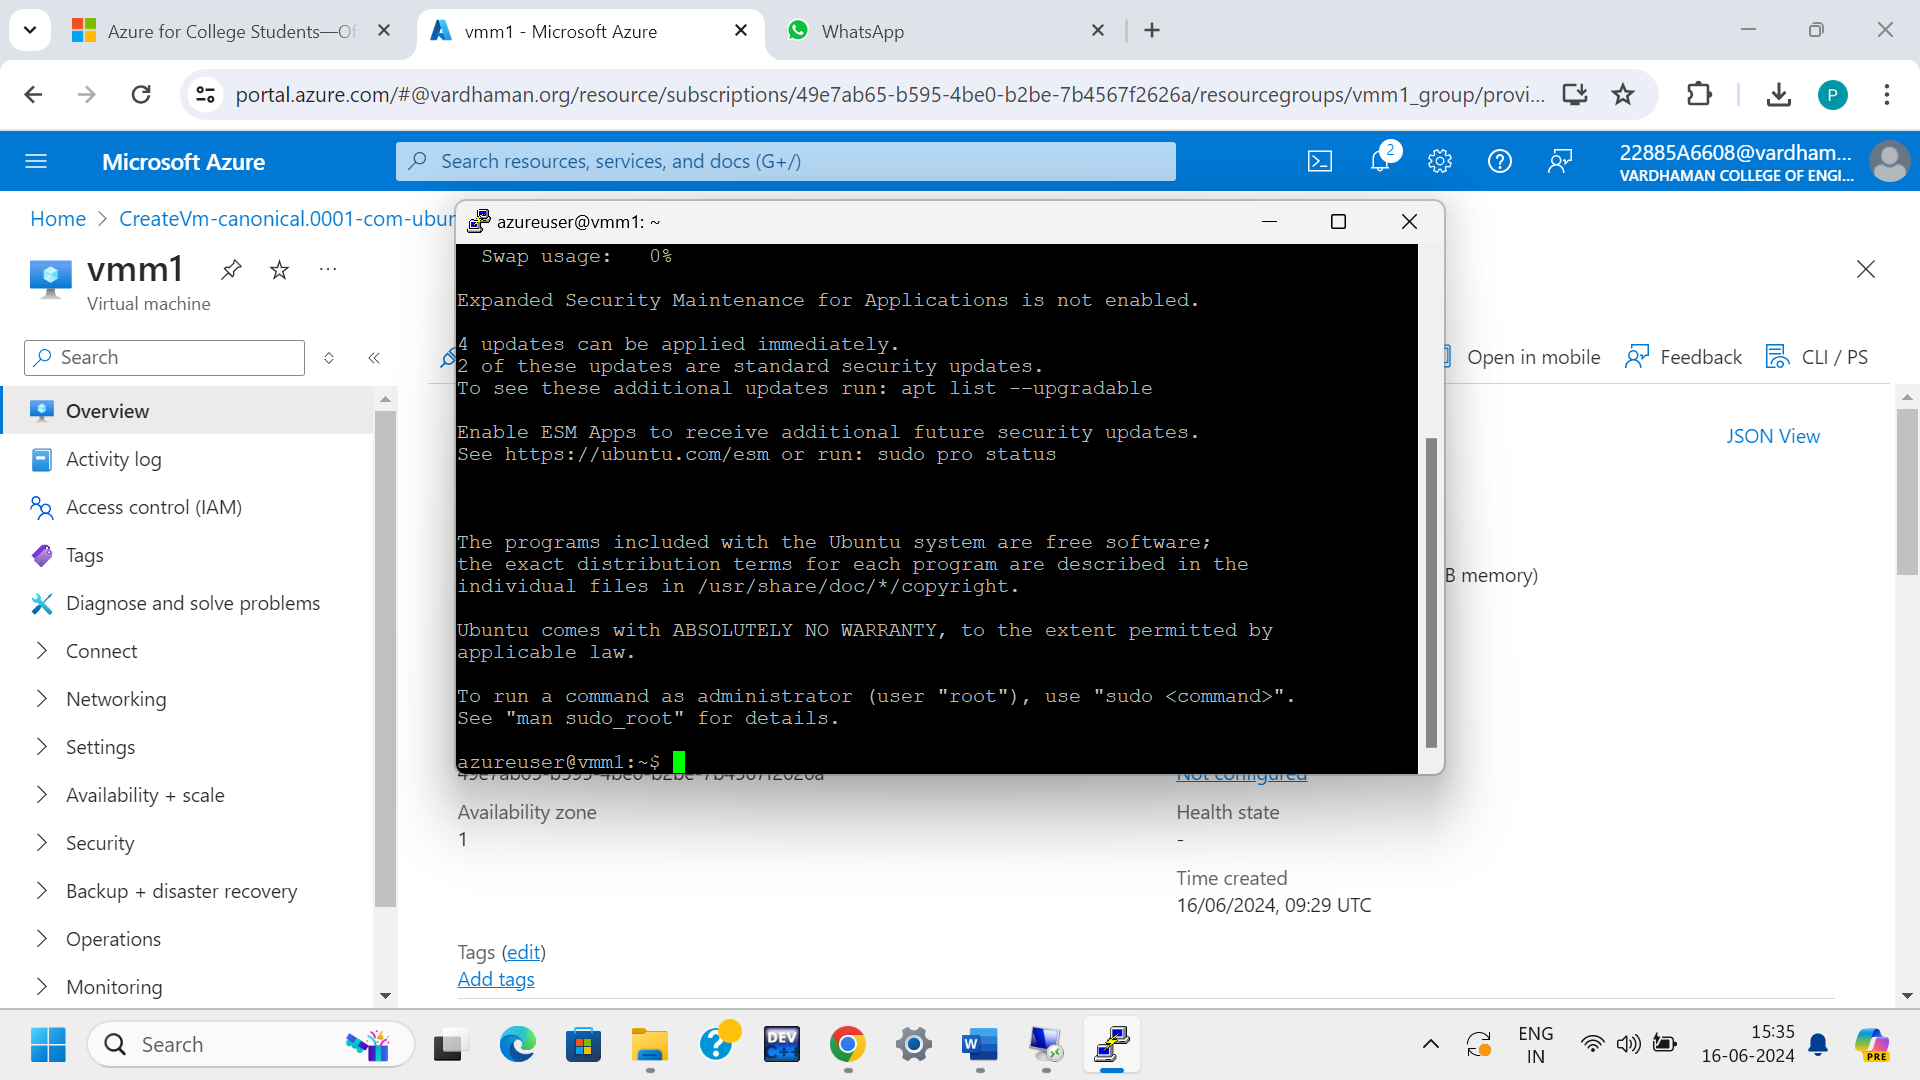 Azure for College Students—Of
vmm1 - Microsoft Azure
WhatsApp
portal.azure.com/#@vardhaman.org/resource/subscriptions/49e7ab65-b595-4be0-b2be-7b4567f2626a/resourcegroups/vmm1_group/provi...
P
Microsoft Azure
Search resources, services, and docs (G+/)
2
22885A6608@vardham...
VARDHAMAN COLLEGE OF ENGI...
Home > CreateVm-canonical.0001-com-ubun
vmm1
Virtual machine
Search
Overview
Activity log
Access control (IAM)
Tags
Diagnose and solve problems
Connect
Networking
Settings
Availability + scale
Security
Backup + disaster recovery
Operations
Monitoring
azureuser@vmm1: ~
Swap usage:   0%
Expanded Security Maintenance for Applications is not enabled.
4 updates can be applied immediately.
2 of these updates are standard security updates.
To see these additional updates run: apt list --upgradable
Enable ESM Apps to receive additional future security updates.
See https://ubuntu.com/esm or run: sudo pro status
The programs included with the Ubuntu system are free software;
the exact distribution terms for each program are described in the
individual files in /usr/share/doc/*/copyright.
Ubuntu comes with ABSOLUTELY NO WARRANTY, to the extent permitted by
applicable law.
To run a command as administrator (user "root"), use "sudo <command>".
See "man sudo_root" for details.
azureuser@vmm1:~$
Open in mobile
Feedback
CLI / PS
JSON View
B memory)
49e7ab65-b595-4be0-b2be-7b4567f2626a
Not configured
Availability zone
1
Health state
-
Time created
16/06/2024, 09:29 UTC
Tags (edit)
Add tags
Search
DEV
C++
W
ENG
IN
15:35
16-06-2024
PRE